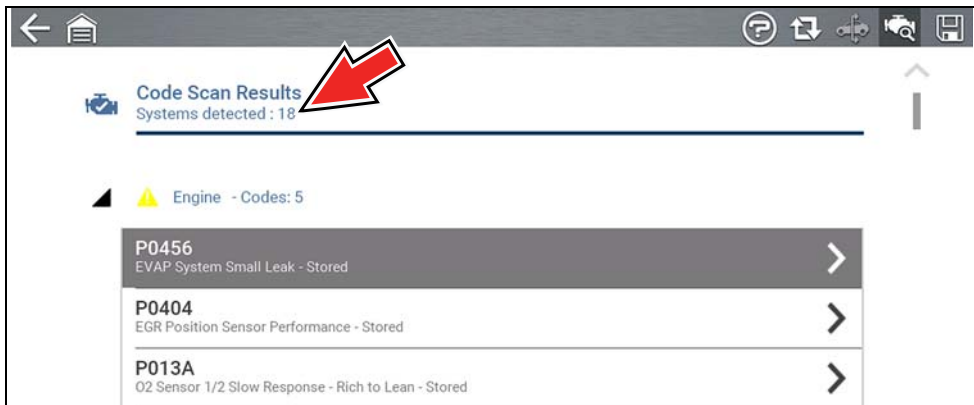 Code Scan Results
Systems detected : 18
Engine - Codes: 5
P0456
EVAP System Small Leak - Stored
P0404
EGR Position Sensor Performance - Stored
P013A
O2 Sensor 1/2 Slow Response - Rich to Lean - Stored